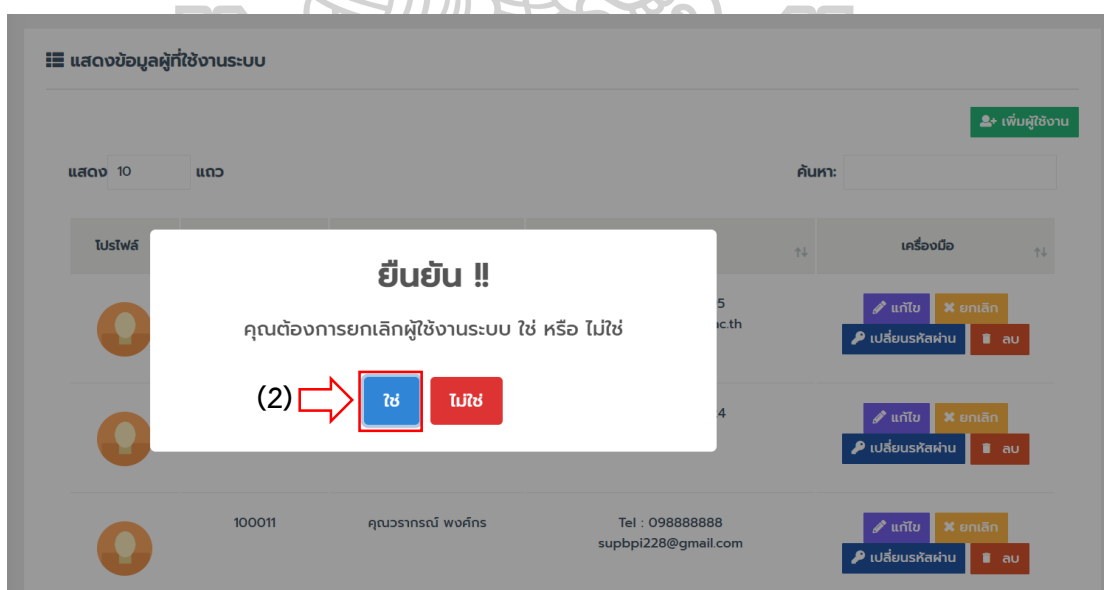 แสดงข้อมูลผู้ที่ใช้งานระบบ
เพิ่มผู้ใช้งาน
แสดง 10 แถว
ค้นหา:
โปรไฟล์
เครื่องมือ
ยืนยัน !!
คุณต้องการยกเลิกผู้ใช้งานระบบ ใช่ หรือ ไม่ใช่
(2)
ใช่
ไม่ใช่
5
ac.th
แก้ไข
ยกเลิก
เปลี่ยนรหัสผ่าน
ลบ
4
แก้ไข
ยกเลิก
เปลี่ยนรหัสผ่าน
ลบ
100011
คุณวรากรณ์ พงศ์กร
Tel : 098888888
supbpi228@gmail.com
แก้ไข
ยกเลิก
เปลี่ยนรหัสผ่าน
ลบ